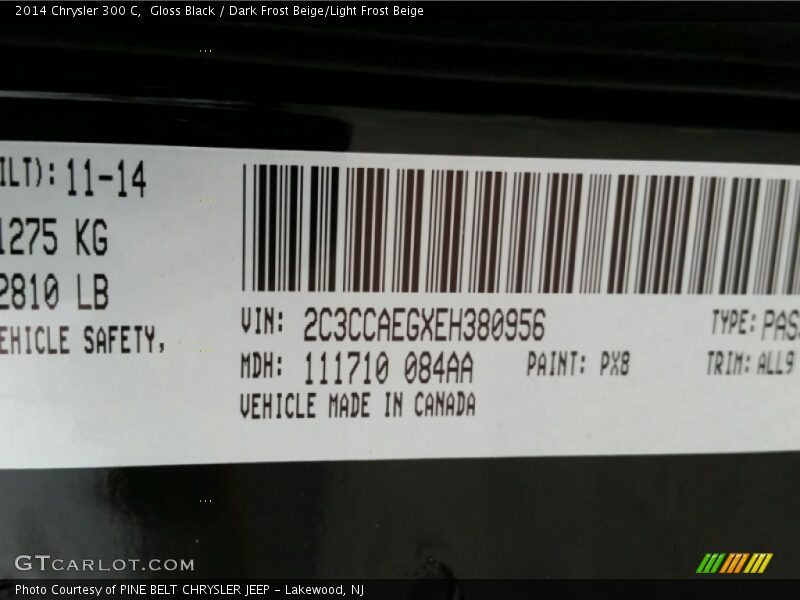 2014 Chrysler 300 C, Gloss Black / Dark Frost Beige/Light Frost Beige
ILT): 11-14
1275 KG
2810 LB
EHICLE SAFETY,
VIN: 2C3CCAEGXEH380956 TYPE: PASS
MDH: 111710 084AA PAINT: PX8 TRIM: ALL9
VEHICLE MADE IN CANADA
GTCARLOT.COM
Photo Courtesy of PINE BELT CHRYSLER JEEP - Lakewood, NJ